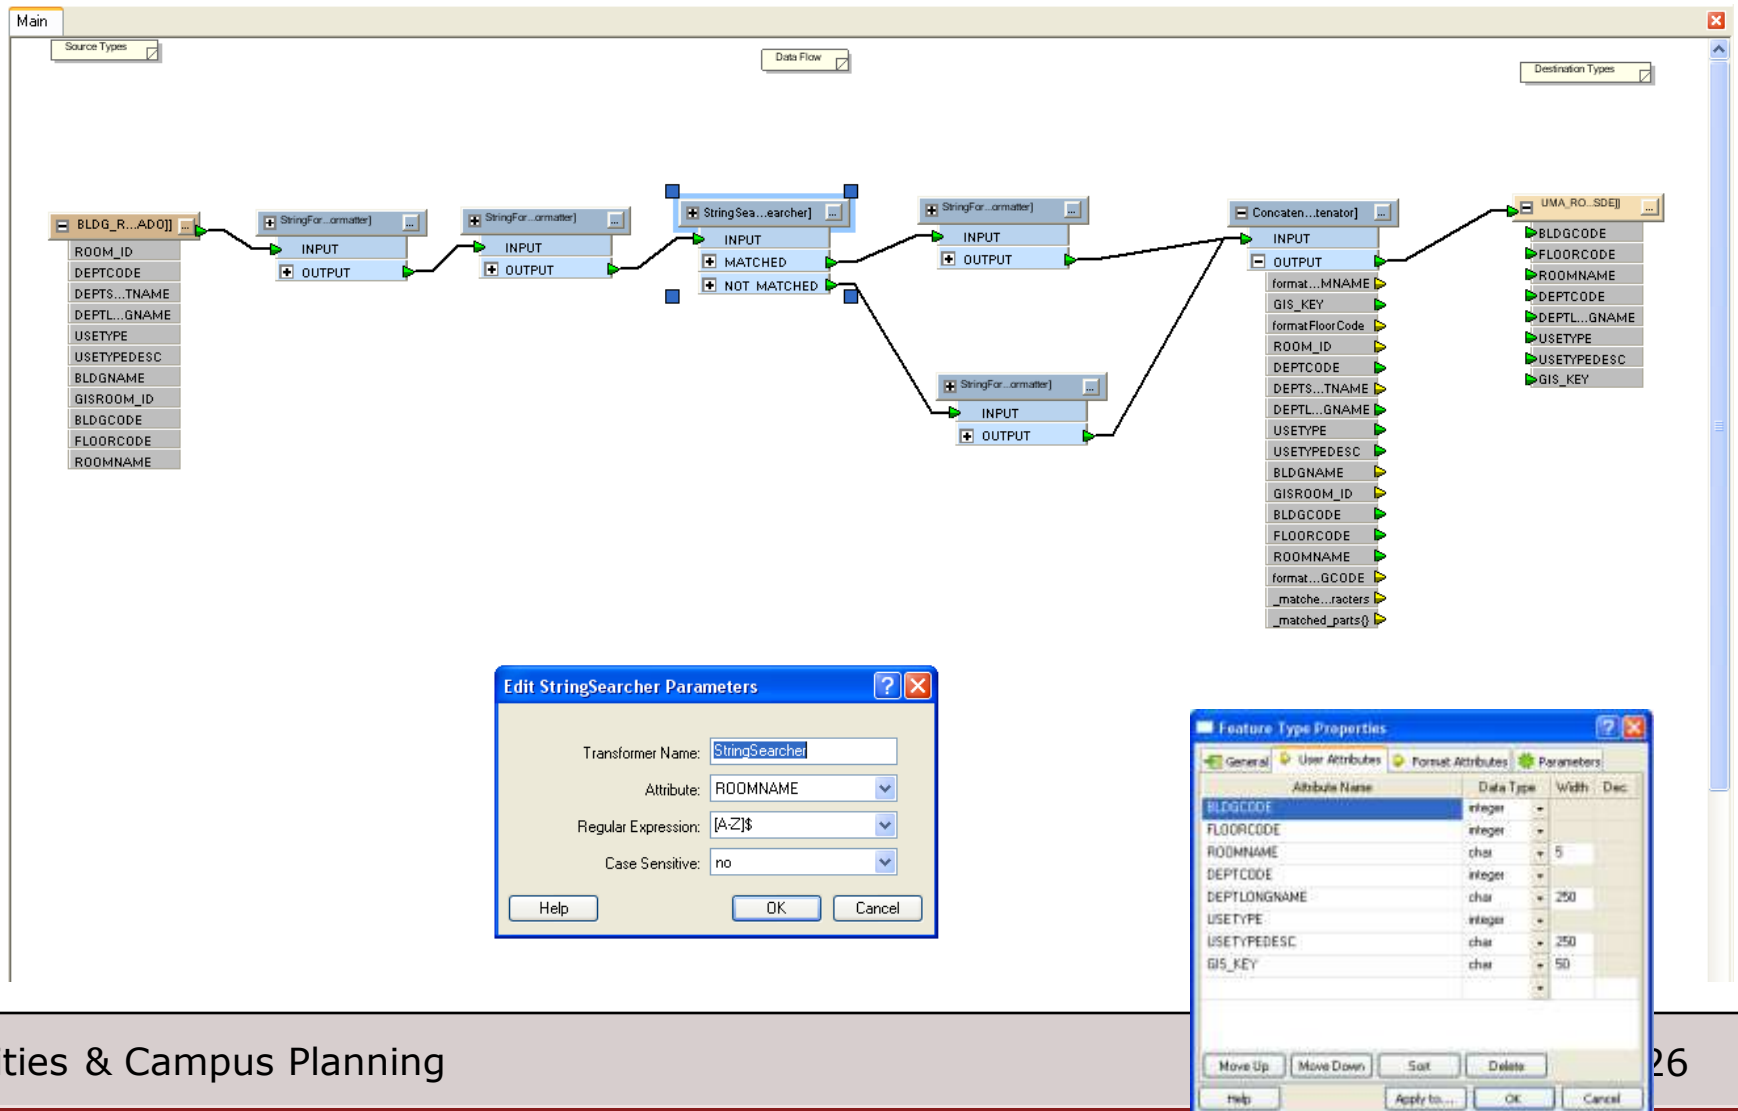 Main
Source Types
Data Flow
Destination Types
BLDG_R...ADO]]
ROOM_ID
DEPTCODE
DEPTS...TNAME
DEPTL...GNAME
USETYPE
USETYPEDESC
BLDGNAME
GISROOM_ID
BLDGCODE
FLOORCODE
ROOMNAME
StringFor...ormatter]
INPUT
OUTPUT
StringFor...ormatter]
INPUT
OUTPUT
StringSea...earcher]
INPUT
MATCHED
NOT MATCHED
StringFor...ormatter]
INPUT
OUTPUT
StringFor...ormatter]
INPUT
OUTPUT
Concaten...tenator]
INPUT
OUTPUT
format...MNAME
GIS_KEY
formatFloorCode
ROOM_ID
DEPTCODE
DEPTS...TNAME
DEPTL...GNAME
USETYPE
USETYPEDESC
BLDGNAME
GISROOM_ID
BLDGCODE
FLOORCODE
ROOMNAME
format...GCODE
_matche...racters
_matched_parts{}
UMA_RO...SDE]]
BLDGCODE
FLOORCODE
ROOMNAME
DEPTCODE
DEPTL...GNAME
USETYPE
USETYPEDESC
GIS_KEY
Edit StringSearcher Parameters
Transformer Name: StringSearcher
Attribute: ROOMNAME
Regular Expression: [A-Z]$
Case Sensitive: no
Help OK Cancel
Feature Type Properties
General User Attributes Format Attributes Parameters
Attribute Name Data Type Width Dec
BLDGCODE integer
FLOORCODE integer
ROOMNAME char 5
DEPTCODE integer
DEPTLONGNAME char 250
USETYPE integer
USETYPEDESC char 250
GIS_KEY char 50
Move Up Move Down Sort Delete
Help Apply to... OK Cancel
ties & Campus Planning
26